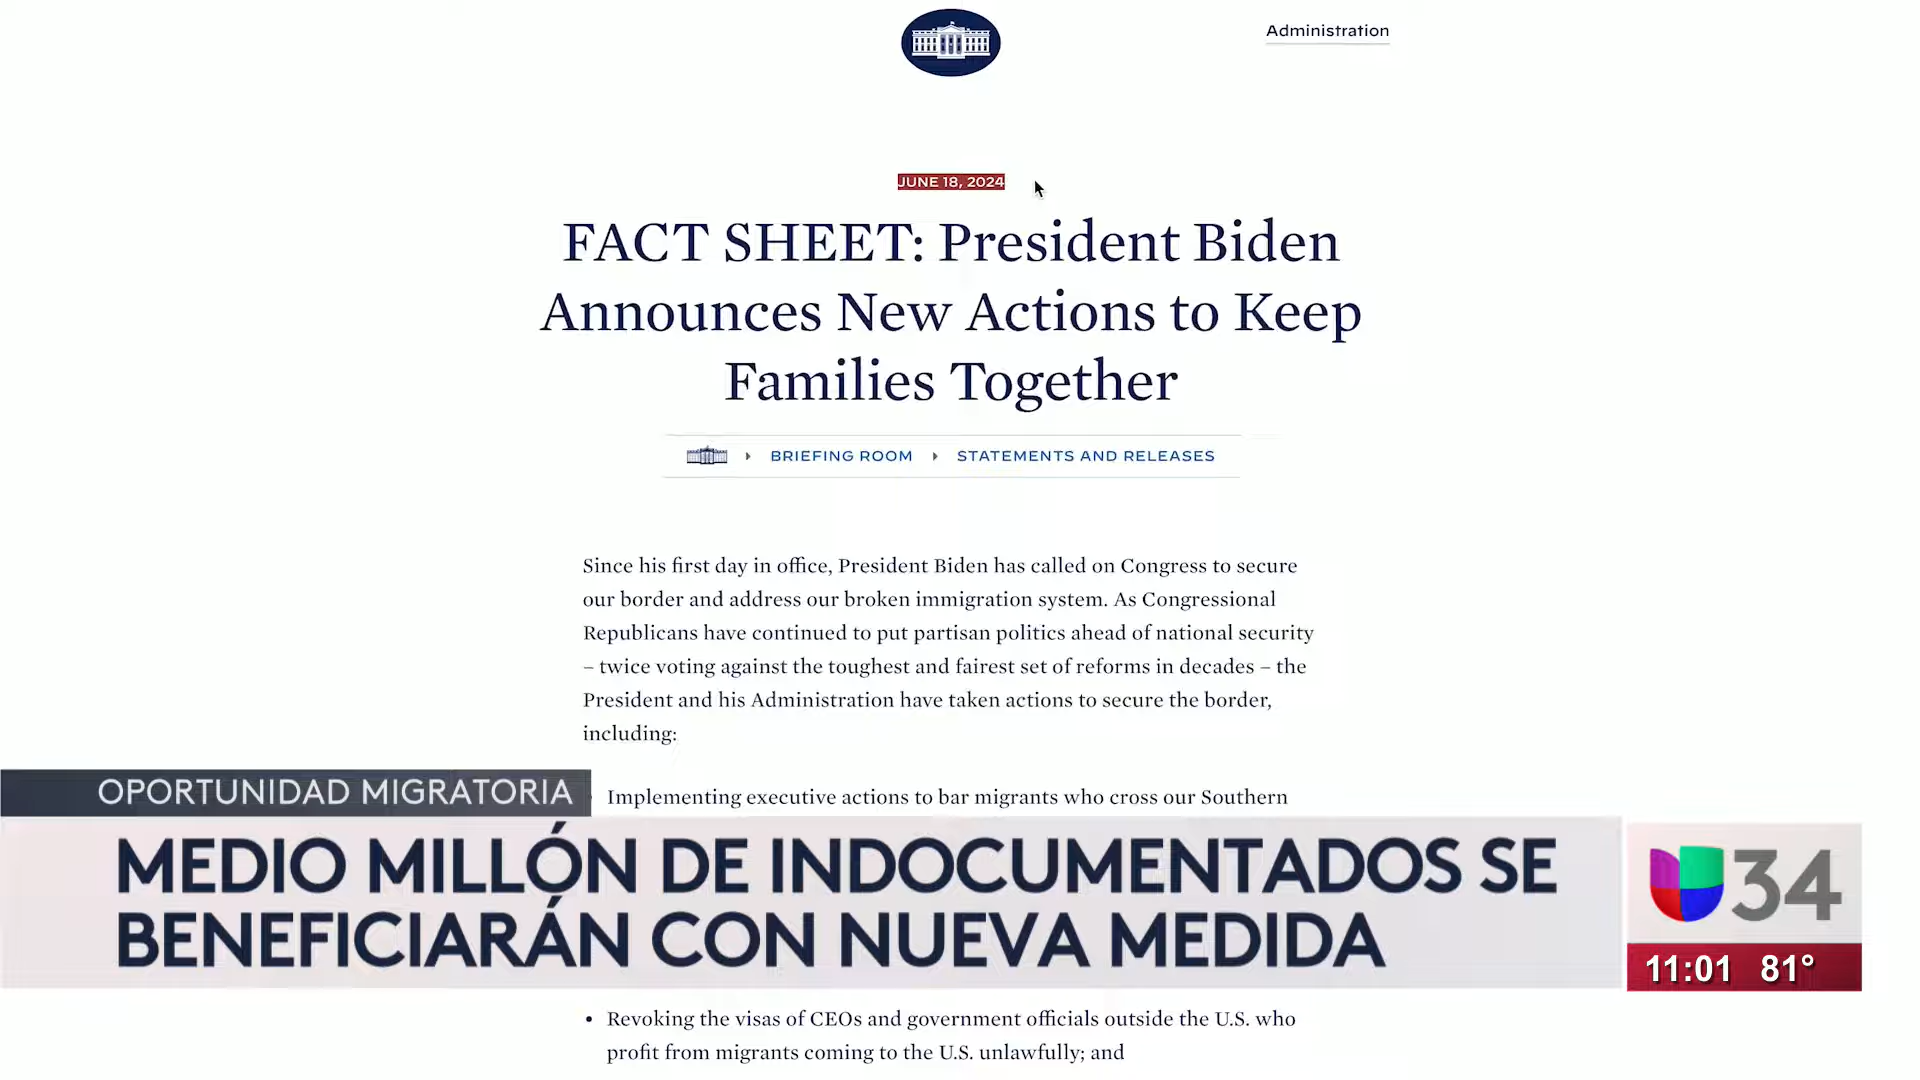 Administration
JUNE 18, 2024
FACT SHEET: President Biden
Announces New Actions to Keep
Families Together
BRIEFING ROOM
STATEMENTS AND RELEASES
Since his first day in office, President Biden has called on Congress to secure
our border and address our broken immigration system. As Congressional
Republicans have continued to put partisan politics ahead of national security
– twice voting against the toughest and fairest set of reforms in decades – the
President and his Administration have taken actions to secure the border,
including:
Implementing executive actions to bar migrants who cross our Southern
OPORTUNIDAD MIGRATORIA
MEDIO MILLÓN DE INDOCUMENTADOS SE
BENEFICIARÁN CON NUEVA MEDIDA
34
11:01 81°
• Revoking the visas of CEOs and government officials outside the U.S. who
profit from migrants coming to the U.S. unlawfully; and